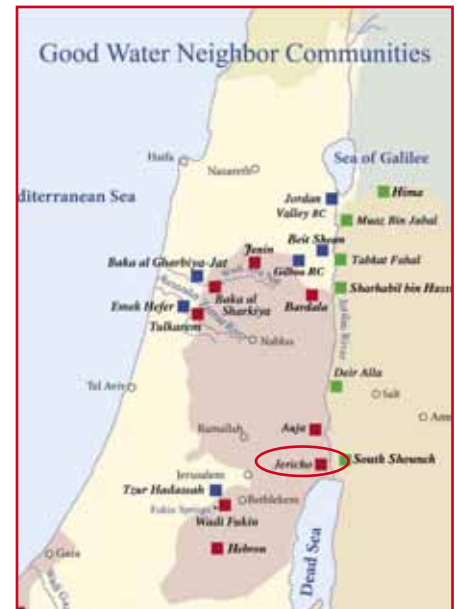 Good Water Neighbor Communities
Haifa
Nazareth
Sea of Galilee
diterranean Sea
Jordan
Valley RC
Hima
Muaz Bin Jabal
Beit Shean
Jenin
Gilboa RC
Tabkat Fahal
Baka al Gharbiya-Jat
Baka al
Sharkiya
Sharhabil bin Hass
Bardala
Emek Hefer
Tulkarem
Nablus
Jordan River
Deir Alla
Salt
Tel Aviv
Amm
Ramallah
Auja
Jericho
South Shounch
Jerusalem
Tzur Hadassah
Bethlehem
Fukin Springs
Wadi Fukin
Hebron
Gaza
Dead Sea